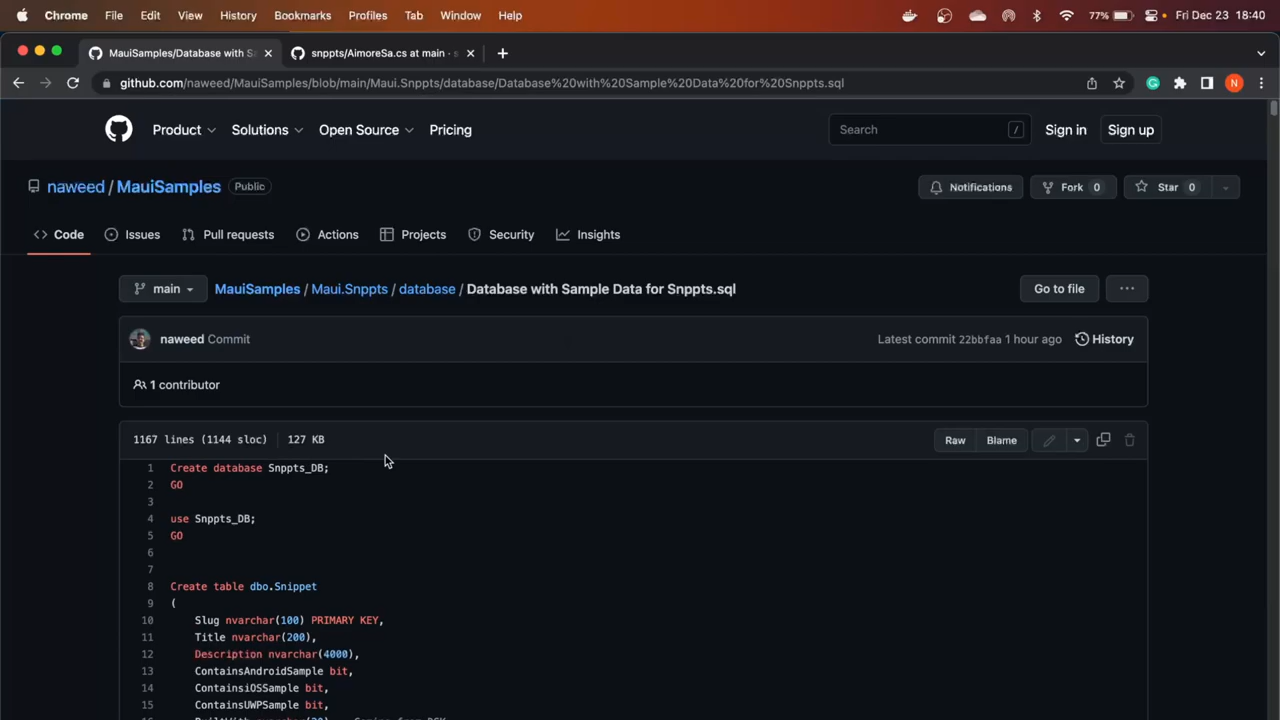 Chrome File Edit View History Bookmarks Profiles Tab Window Help 77% Fri Dec 23 18:40
MauiSamples/Database with Sa
snppts/AimoreSa.cs at main · s
github.com/naweed/MauiSamples/blob/main/Maui.Snppts/database/Database%20with%20Sample%20Data%20for%20Snppts.sql N
Product Solutions Open Source Pricing Search / Sign in Sign up
naweed / MauiSamples Public Notifications Fork 0 Star 0
Code Issues Pull requests Actions Projects Security Insights
main MauiSamples / Maui.Snppts / database / Database with Sample Data for Snppts.sql Go to file ...
naweed Commit Latest commit 22bbfaa 1 hour ago History
1 contributor
1167 lines (1144 sloc) 127 KB Raw Blame
1 Create database Snppts_DB;
2 GO
3
4 use Snppts_DB;
5 GO
6
7
8 Create table dbo.Snippet
9 (
10 Slug nvarchar(100) PRIMARY KEY,
11 Title nvarchar(200),
12 Description nvarchar(4000),
13 ContainsAndroidSample bit,
14 ContainsiOSSample bit,
15 ContainsUWPSample bit,